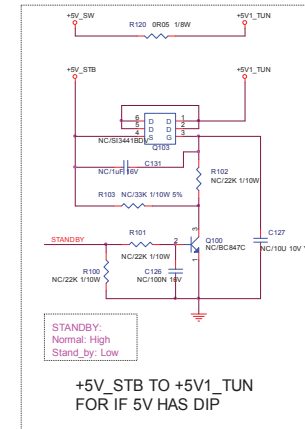 +5V_SW +5V1_TUN
R120 0R05 1/8W
+5V_STB +5V1_TUN
6 D D 1
5 D D 2
4 S G 3
NC/SI3441BDV
Q103
C131
NC/1uF 16V
R102
NC/22K 1/10W
R103 NC/33K 1/10W 5%
STANDBY
R101
NC/22K 1/10W
2
3
1
Q100
NC/BC847C
C127
NC/10U 10V Y
R100
NC/22K 1/10W
C126
NC/100N 16V
STANDBY:
Normal: High
Stand_by: Low
+5V_STB TO +5V1_TUN
FOR IF 5V HAS DIP